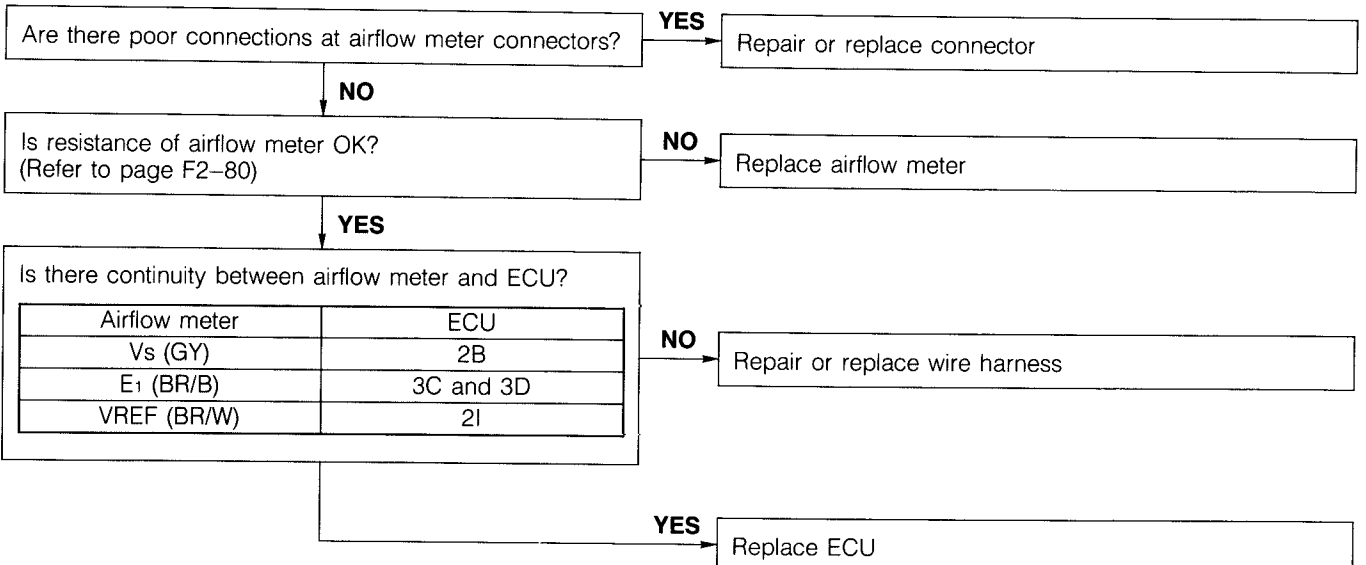 Are there poor connections at airflow meter connectors?
YES
Repair or replace connector
NO
Is resistance of airflow meter OK?
(Refer to page F2–80)
NO
Replace airflow meter
YES
Is there continuity between airflow meter and ECU?
Airflow meter ECU
Vs (GY) 2B
E1 (BR/B) 3C and 3D
VREF (BR/W) 2I
NO
Repair or replace wire harness
YES
Replace ECU